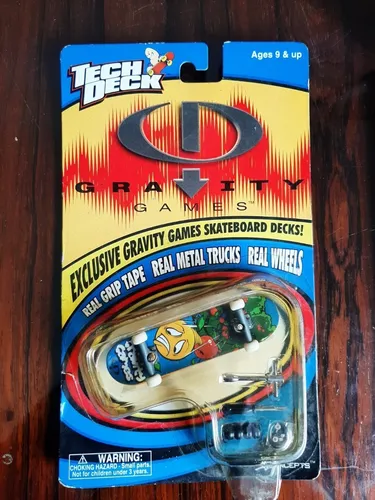 TECH
DECK
Ages 9 & up
GRAVITY
GAMES™
EXCLUSIVE GRAVITY GAMES SKATEBOARD DECKS!
REAL GRIP TAPE REAL METAL TRUCKS REAL WHEELS
WARNING:
CHOKING HAZARD - Small parts.
Not for children under 3 years.